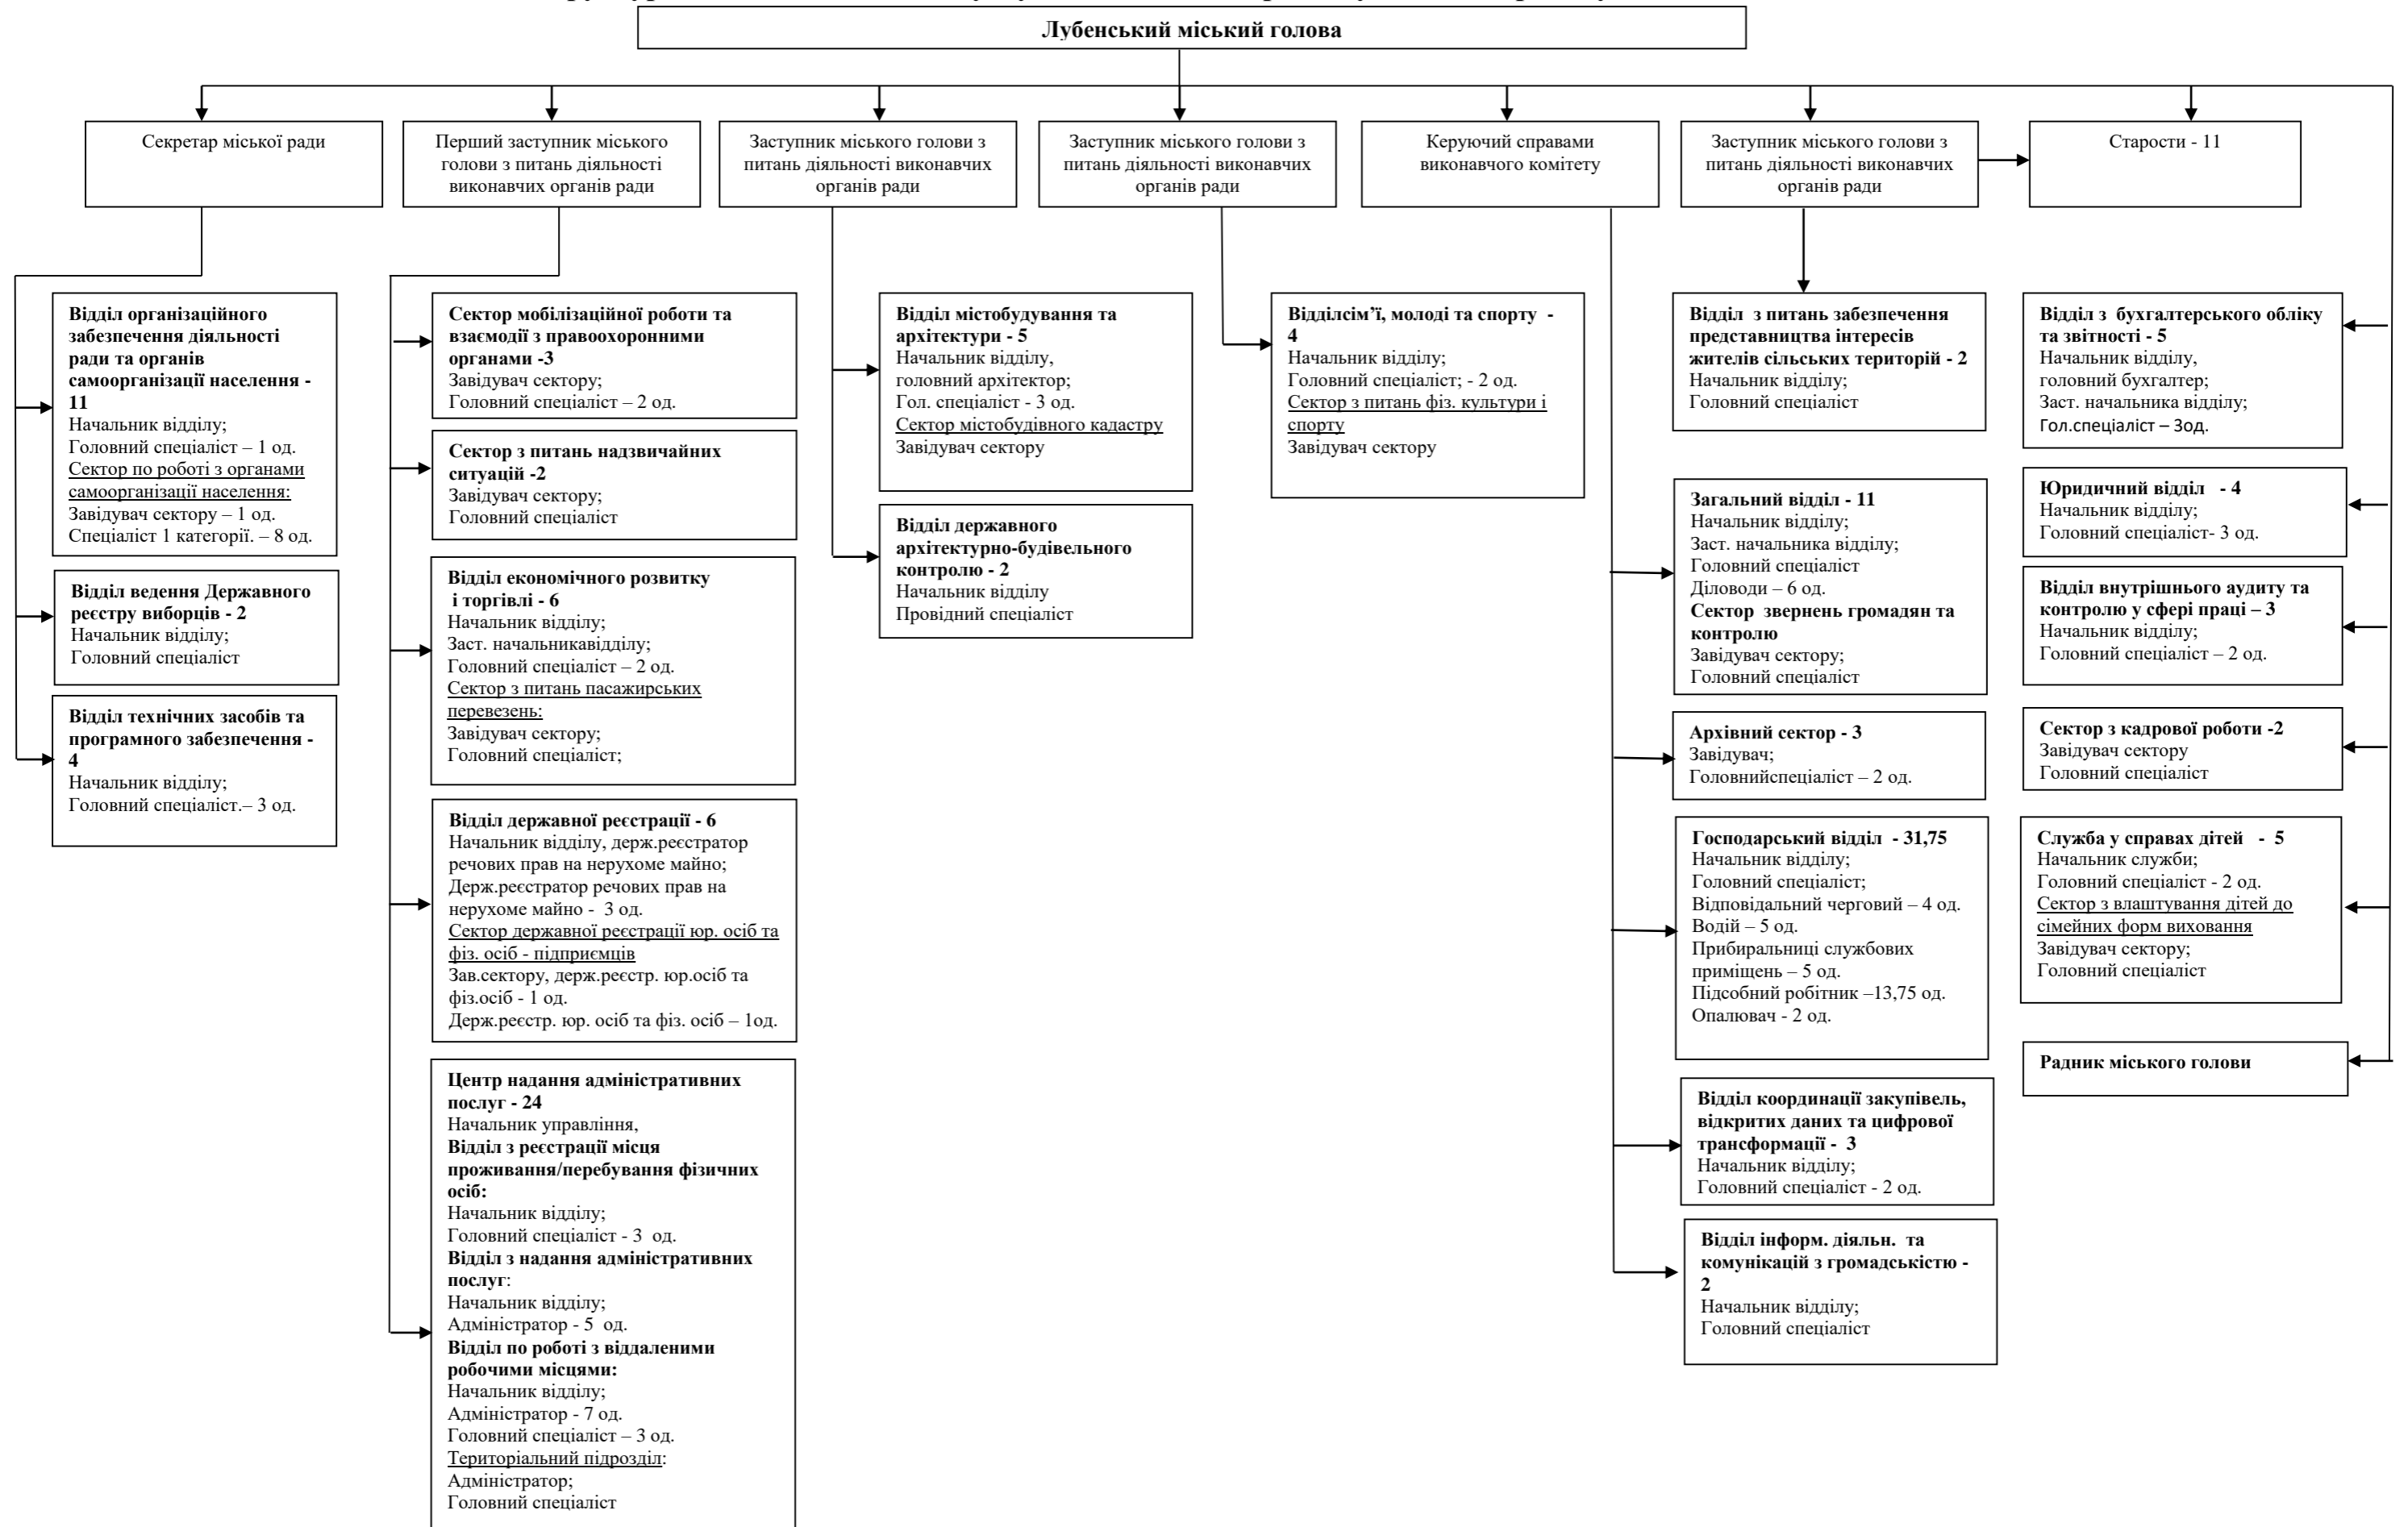 Лубенський міський голова
Секретар міської ради
Перший заступник міського
голови з питань діяльності
виконавчих органів ради
Заступник міського голови з
питань діяльності виконавчих
органів ради
Заступник міського голови з
питань діяльності виконавчих
органів ради
Керуючий справами
виконавчого комітету
Заступник міського голови з
питань діяльності виконавчих
органів ради
Старости - 11
Відділ організаційного
забезпечення діяльності
ради та органів
самоорганізації населення -
11
Начальник відділу;
Головний спеціаліст – 1 од.
Сектор по роботі з органами
самоорганізації населення:
Завідувач сектору – 1 од.
Спеціаліст 1 категорії. – 8 од.
Відділ ведення Державного
реєстру виборців - 2
Начальник відділу;
Головний спеціаліст
Відділ технічних засобів та
програмного забезпечення -
4
Начальник відділу;
Головний спеціаліст.– 3 од.
Сектор мобілізаційної роботи та
взаємодії з правоохоронними
органами -3
Завідувач сектору;
Головний спеціаліст – 2 од.
Сектор з питань надзвичайних
ситуацій -2
Завідувач сектору;
Головний спеціаліст
Відділ економічного розвитку
і торгівлі - 6
Начальник відділу;
Заст. начальникавідділу;
Головний спеціаліст – 2 од.
Сектор з питань пасажирських
перевезень:
Завідувач сектору;
Головний спеціаліст;
Відділ державної реєстрації - 6
Начальник відділу, держ.реєстратор
речових прав на нерухоме майно;
Держ.реєстратор речових прав на
нерухоме майно - 3 од.
Сектор державної реєстрації юр. осіб та
фіз. осіб - підприємців
Зав.сектору, держ.реєстр. юр.осіб та
фіз.осіб - 1 од.
Держ.реєстр. юр. осіб та фіз. осіб – 1од.
Центр надання адміністративних
послуг - 24
Начальник управління,
Відділ з реєстрації місця
проживання/перебування фізичних
осіб:
Начальник відділу;
Головний спеціаліст - 3 од.
Відділ з надання адміністративних
послуг:
Начальник відділу;
Адміністратор - 5 од.
Відділ по роботі з віддаленими
робочими місцями:
Начальник відділу;
Адміністратор - 7 од.
Головний спеціаліст – 3 од.
Територіальний підрозділ:
Адміністратор;
Головний спеціаліст
Відділ містобудування та
архітектури - 5
Начальник відділу,
головний архітектор;
Гол. спеціаліст - 3 од.
Сектор містобудівного кадастру
Завідувач сектору
Відділ державного
архітектурно-будівельного
контролю - 2
Начальник відділу
Провідний спеціаліст
Відділсім’ї, молоді та спорту -
4
Начальник відділу;
Головний спеціаліст; - 2 од.
Сектор з питань фіз. культури і
спорту
Завідувач сектору
Відділ з питань забезпечення
представництва інтересів
жителів сільських територій - 2
Начальник відділу;
Головний спеціаліст
Загальний відділ - 11
Начальник відділу;
Заст. начальника відділу;
Головний спеціаліст
Діловоди – 6 од.
Сектор звернень громадян та
контролю
Завідувач сектору;
Головний спеціаліст
Архівний сектор - 3
Завідувач;
Головнийспеціаліст – 2 од.
Господарський відділ - 31,75
Начальник відділу;
Головний спеціаліст;
Відповідальний черговий – 4 од.
Водій – 5 од.
Прибиральниці службових
приміщень – 5 од.
Підсобний робітник –13,75 од.
Опалювач - 2 од.
Відділ координації закупівель,
відкритих даних та цифрової
трансформації - 3
Начальник відділу;
Головний спеціаліст - 2 од.
Відділ інформ. діяльн. та
комунікацій з громадськістю -
2
Начальник відділу;
Головний спеціаліст
Відділ з бухгалтерського обліку
та звітності - 5
Начальник відділу,
головний бухгалтер;
Заст. начальника відділу;
Гол.спеціаліст – 3од.
Юридичний відділ - 4
Начальник відділу;
Головний спеціаліст- 3 од.
Відділ внутрішнього аудиту та
контролю у сфері праці – 3
Начальник відділу;
Головний спеціаліст – 2 од.
Сектор з кадрової роботи -2
Завідувач сектору
Головний спеціаліст
Служба у справах дітей - 5
Начальник служби;
Головний спеціаліст - 2 од.
Сектор з влаштування дітей до
сімейних форм виховання
Завідувач сектору;
Головний спеціаліст
Радник міського голови